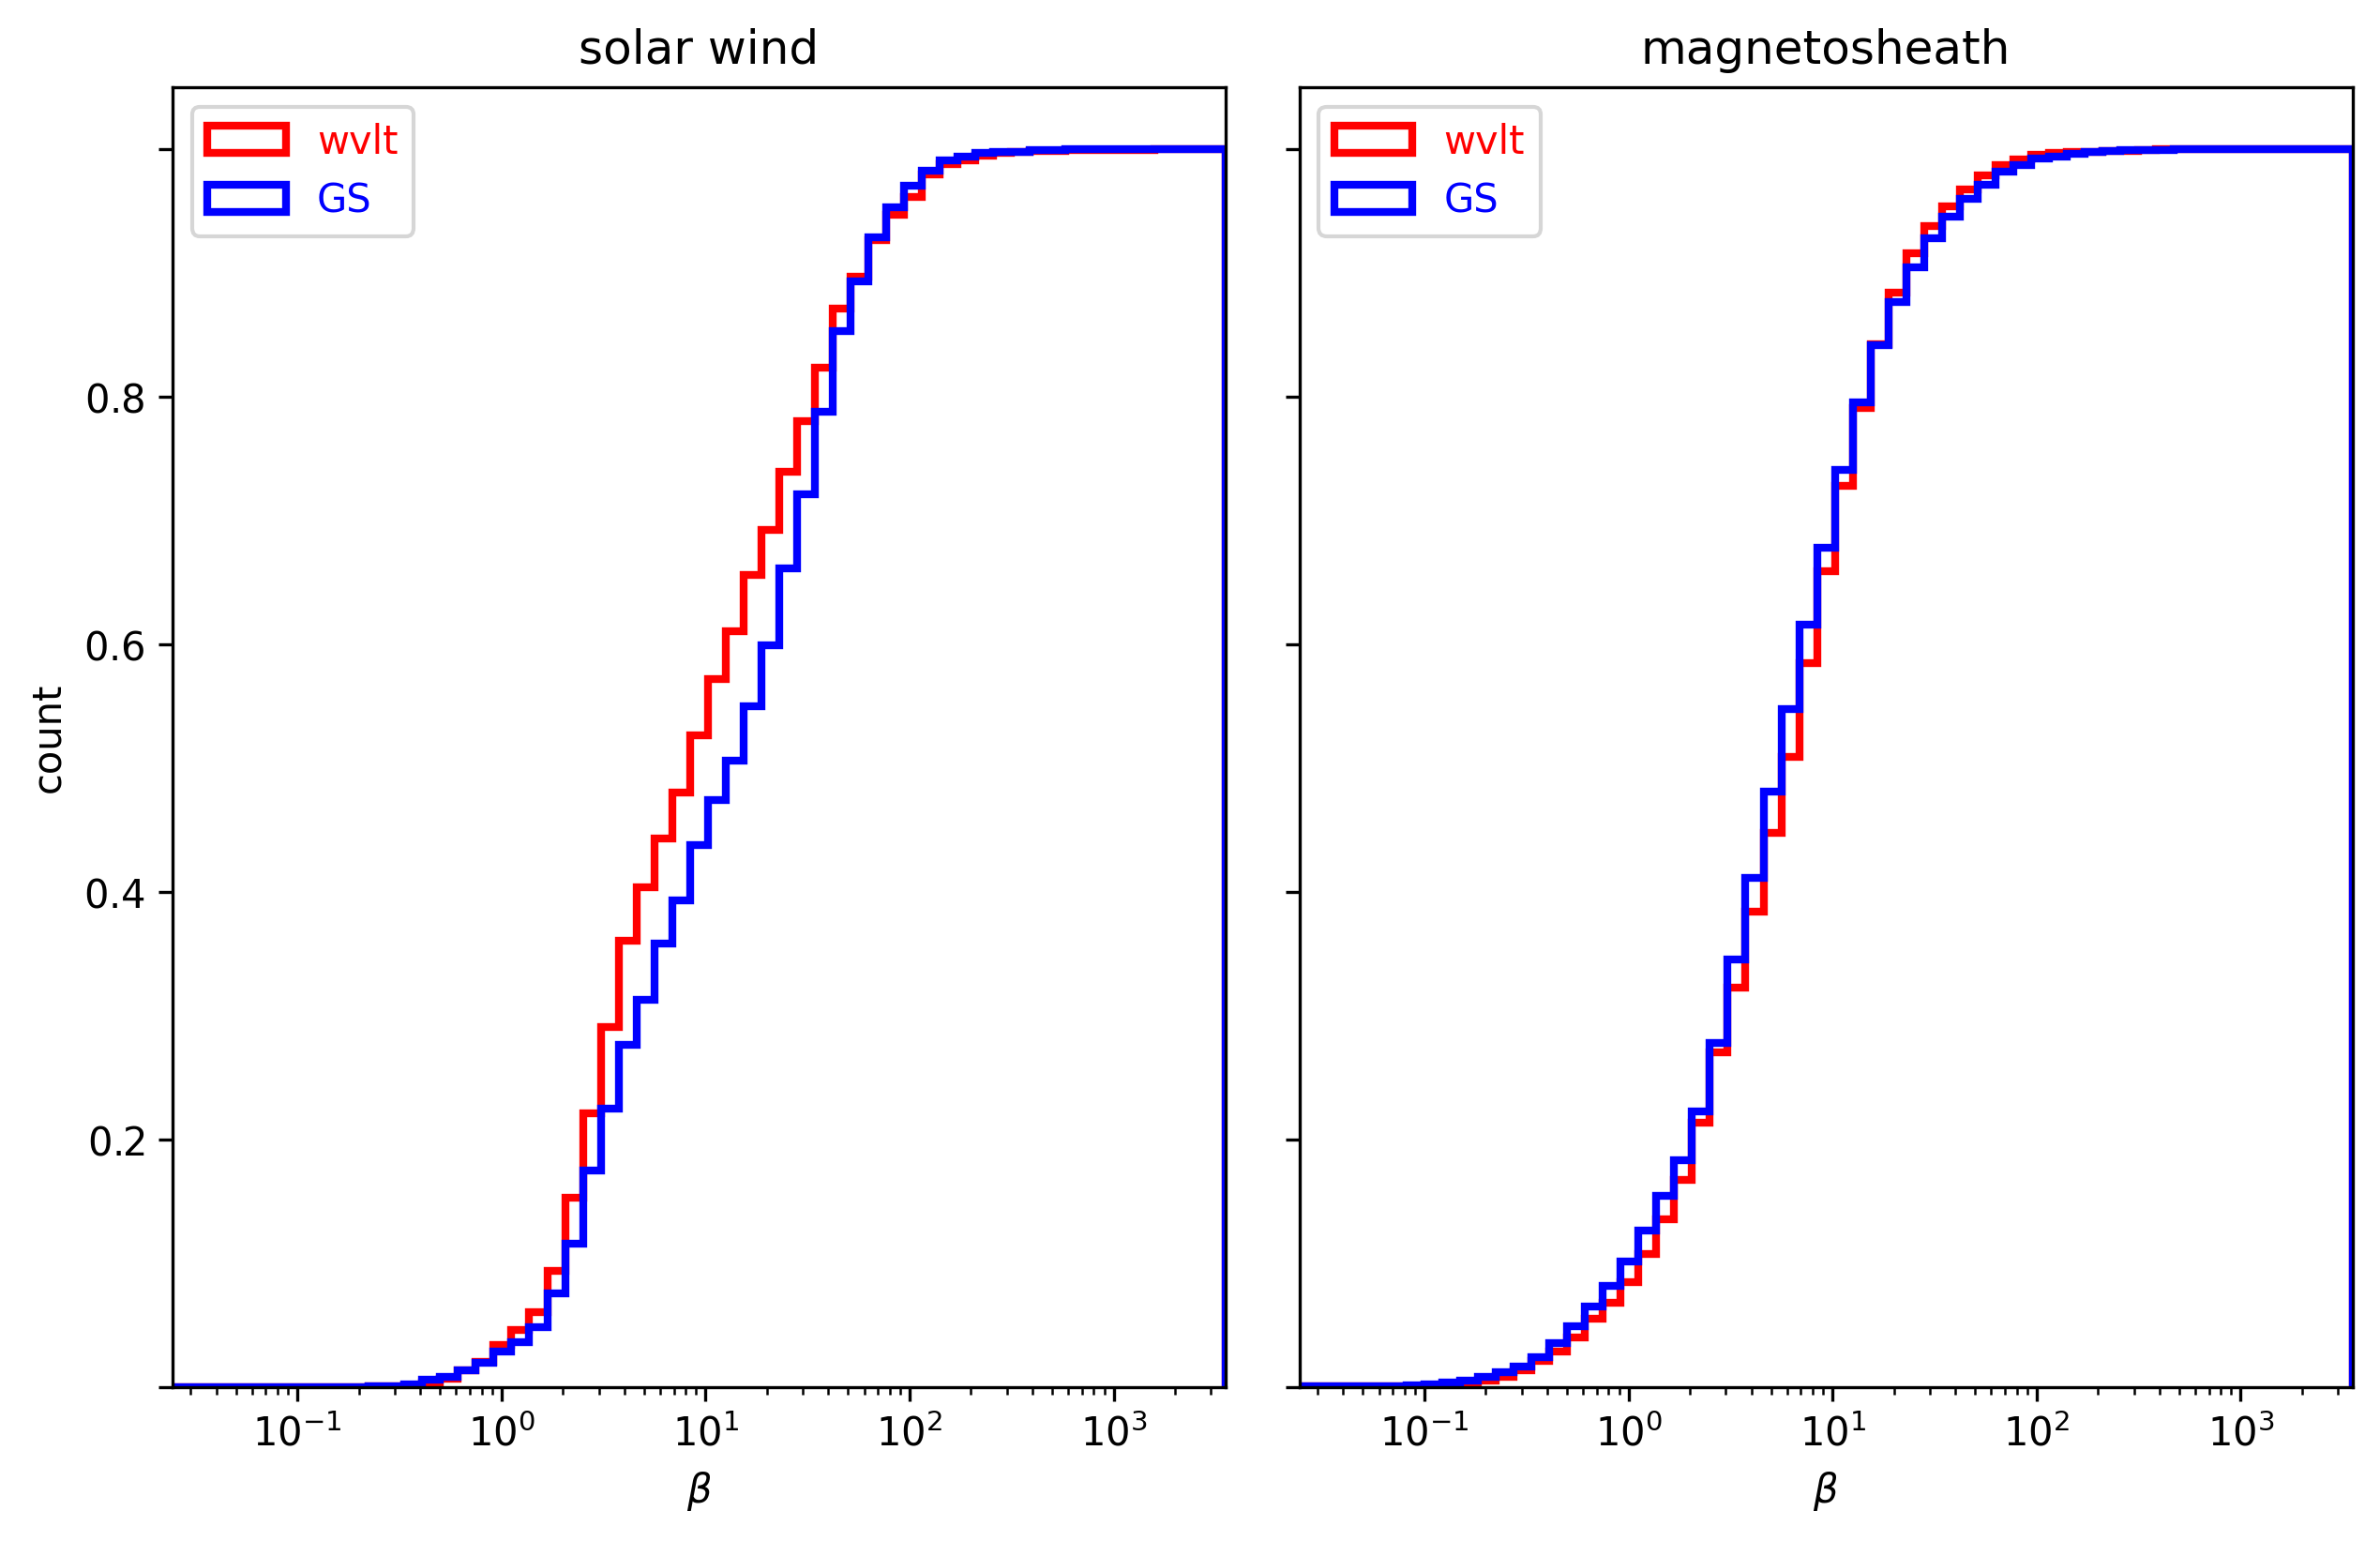 solar wind
wvlt
GS
count
0.8
0.6
0.4
0.2
10⁻¹ 10⁰ 10¹ 10² 10³
β
magnetosheath
wvlt
GS
10⁻¹ 10⁰ 10¹ 10² 10³
β